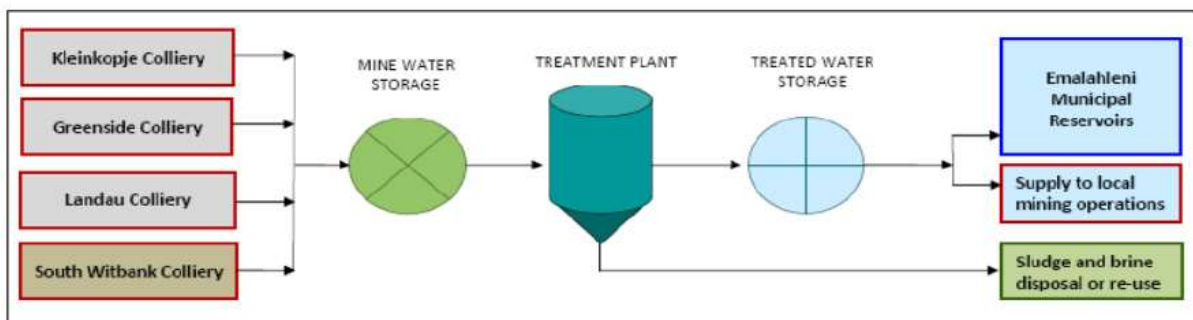 Kleinkopje Colliery
Greenside Colliery
Landau Colliery
South Witbank Colliery
MINE WATER
STORAGE
TREATMENT PLANT
TREATED WATER
STORAGE
Emalahleni
Municipal
Reservoirs
Supply to local
mining operations
Sludge and brine
disposal or re-use